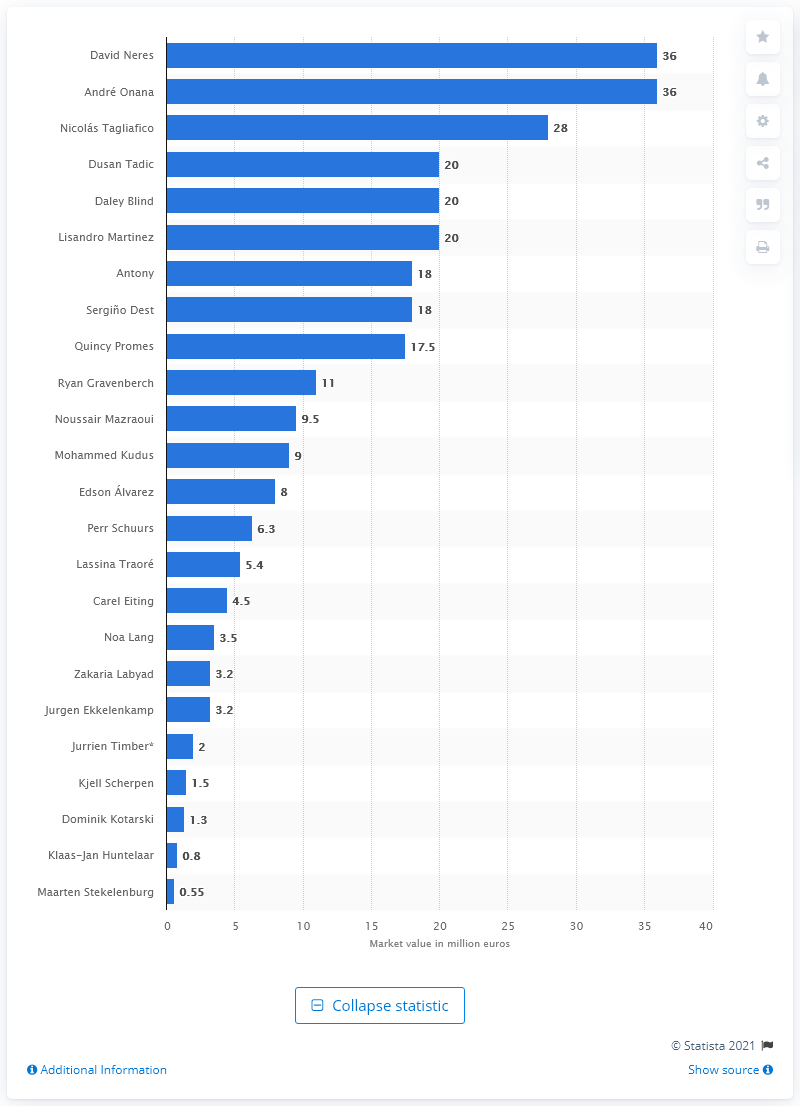 David Neres 36
André Onana 36
Nicolás Tagliafico 28
Dusan Tadic 20
Daley Blind 20
Lisandro Martinez 20
Antony 18
Sergiño Dest 18
Quincy Promes 17.5
Ryan Gravenberch 11
Noussair Mazraoui 9.5
Mohammed Kudus 9
Edson Álvarez 8
Perr Schuurs 6.3
Lassina Traoré 5.4
Carel Eiting 4.5
Noa Lang 3.5
Zakaria Labyad 3.2
Jurgen Ekkelenkamp 3.2
Jurrien Timber* 2
Kjell Scherpen 1.5
Dominik Kotarski 1.3
Klaas-Jan Huntelaar 0.8
Maarten Stekelenburg 0.55
0 5 10 15 20 25 30 35 40
Market value in million euros
Collapse statistic
© Statista 2021
Additional Information Show source